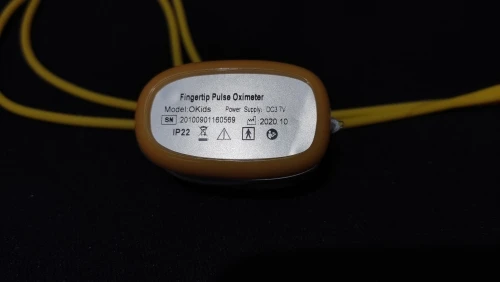 Fingertip Pulse Oximeter
Model:OKids Power Supply: DC3.7V
SN :20100901160569 :2020.10
IP22